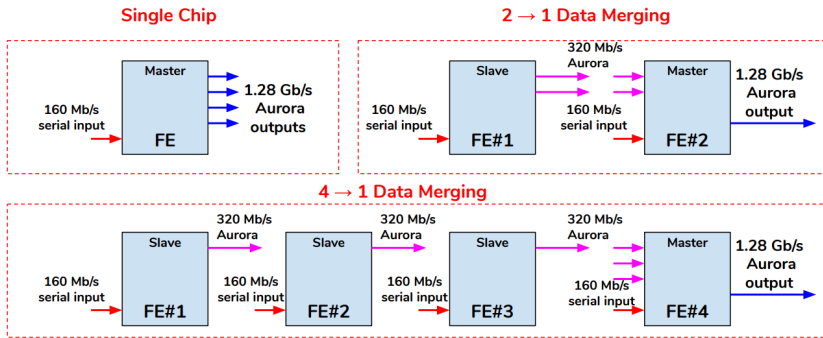 Single Chip
Master
160 Mb/s
serial input
FE
1.28 Gb/s
Aurora
outputs
2 → 1 Data Merging
Slave
160 Mb/s
serial input
FE#1
320 Mb/s
Aurora
Master
160 Mb/s
serial input
FE#2
1.28 Gb/s
Aurora
output
4 → 1 Data Merging
Slave
160 Mb/s
serial input
FE#1
320 Mb/s
Aurora
Slave
160 Mb/s
serial input
FE#2
320 Mb/s
Aurora
Slave
160 Mb/s
serial input
FE#3
320 Mb/s
Aurora
Master
160 Mb/s
serial input
FE#4
1.28 Gb/s
Aurora
output